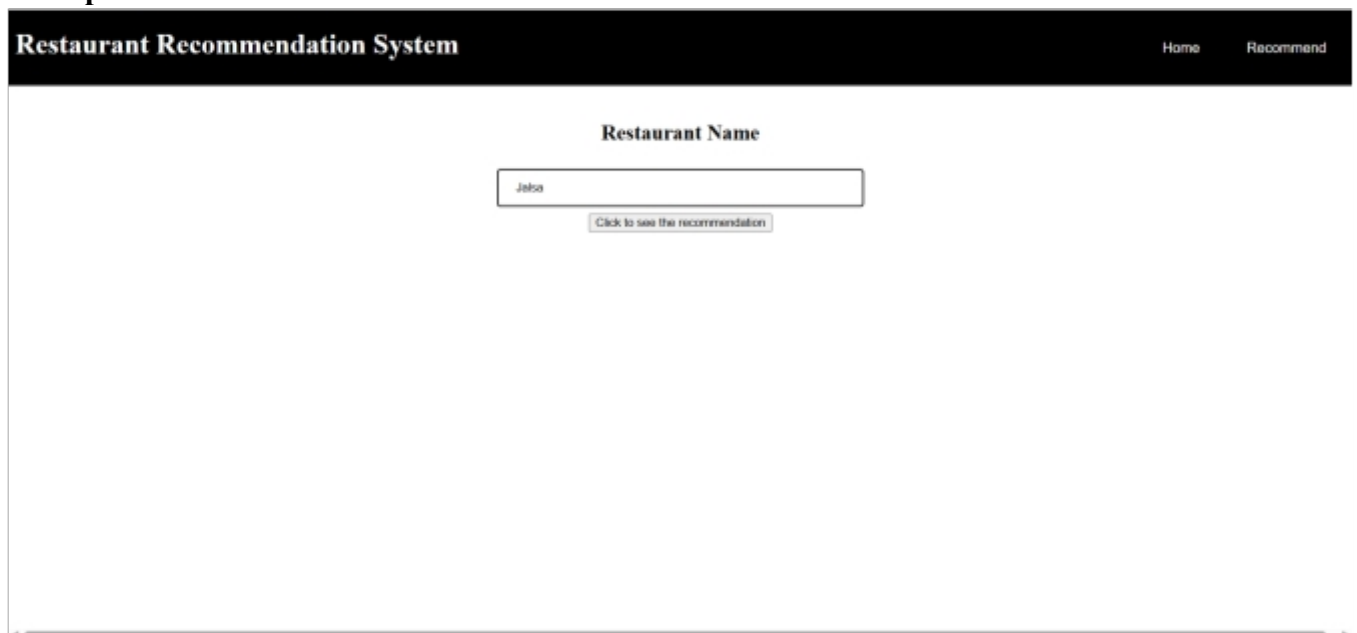 Restaurant Recommendation System
Home Recommend
Restaurant Name
Jalsa
Click to see the recommendation